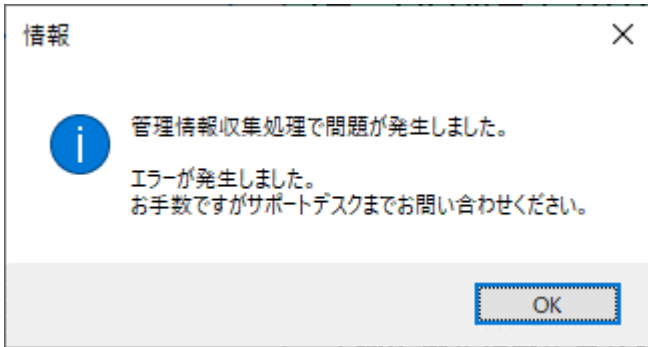 情報
管理情報収集処理で問題が発生しました。
エラーが発生しました。
お手数ですがサポートデスクまでお問い合わせください。
OK